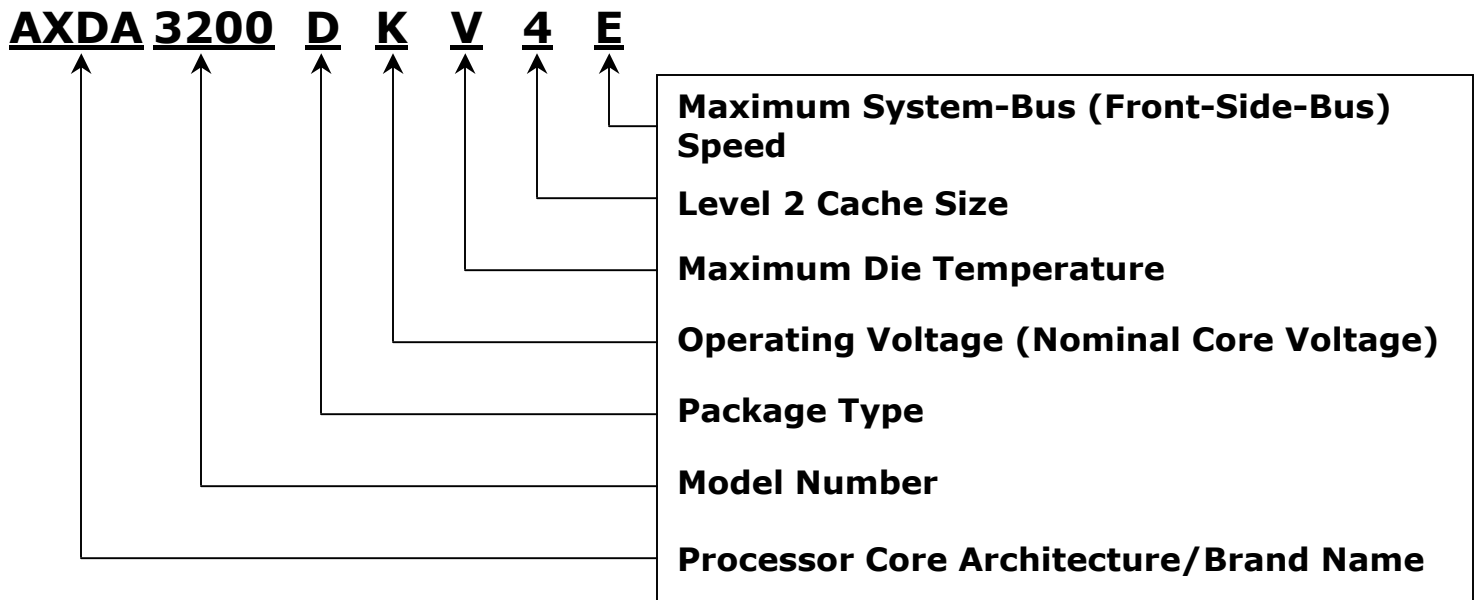 AXDA 3200 D K V 4 E
Maximum System-Bus (Front-Side-Bus)
Speed
Level 2 Cache Size
Maximum Die Temperature
Operating Voltage (Nominal Core Voltage)
Package Type
Model Number
Processor Core Architecture/Brand Name